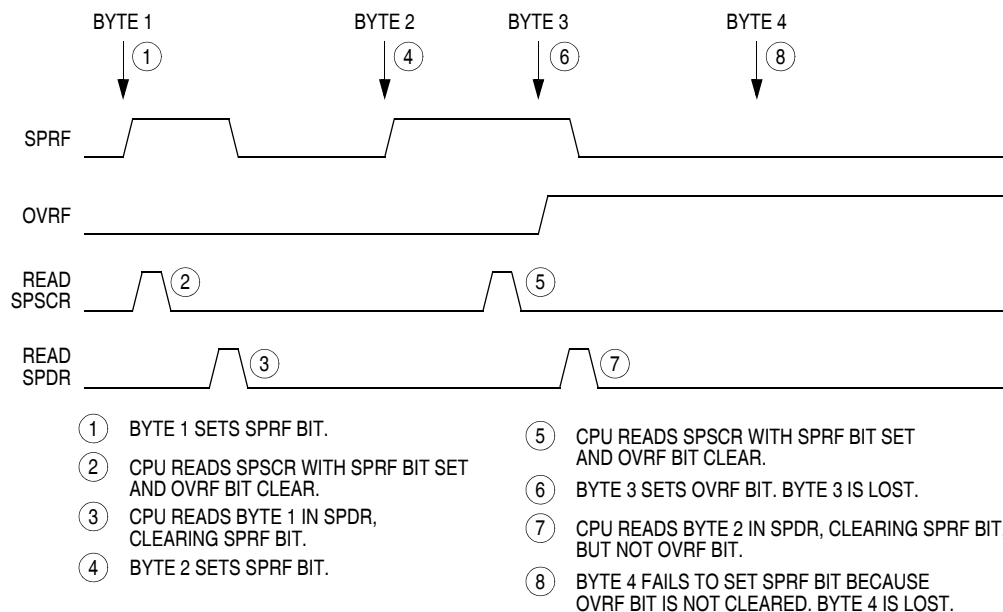 BYTE 1 BYTE 2 BYTE 3 BYTE 4
1 4 6 8
SPRF
OVRF
READ
SPSCR
2 5
READ
SPDR
3 7
1 BYTE 1 SETS SPRF BIT.
2 CPU READS SPSCR WITH SPRF BIT SET
AND OVRF BIT CLEAR.
3 CPU READS BYTE 1 IN SPDR,
CLEARING SPRF BIT.
4 BYTE 2 SETS SPRF BIT.
5 CPU READS SPSCR WITH SPRF BIT SET
AND OVRF BIT CLEAR.
6 BYTE 3 SETS OVRF BIT. BYTE 3 IS LOST.
7 CPU READS BYTE 2 IN SPDR, CLEARING SPRF BIT
BUT NOT OVRF BIT.
8 BYTE 4 FAILS TO SET SPRF BIT BECAUSE
OVRF BIT IS NOT CLEARED. BYTE 4 IS LOST.